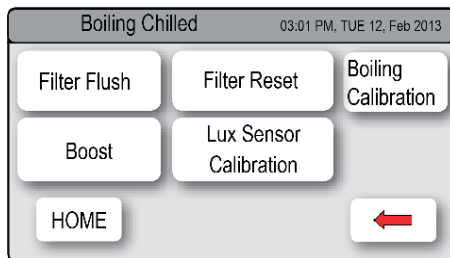 Boiling Chilled 03:01 PM, TUE 12, Feb 2013
Filter Flush
Filter Reset
Boiling
Calibration
Boost
Lux Sensor
Calibration
HOME